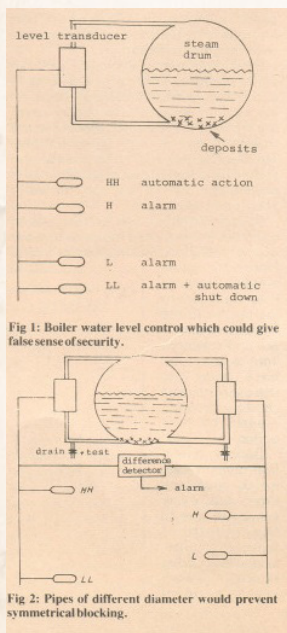 level transducer
steam
drum
deposits
HH automatic action
H alarm
L alarm
LL alarm + automatic
shut down
Fig 1: Boiler water level control which could give
false sense of security.
drain
test
difference
detector
alarm
HH
H
L
LL
Fig 2: Pipes of different diameter would prevent
symmetrical blocking.